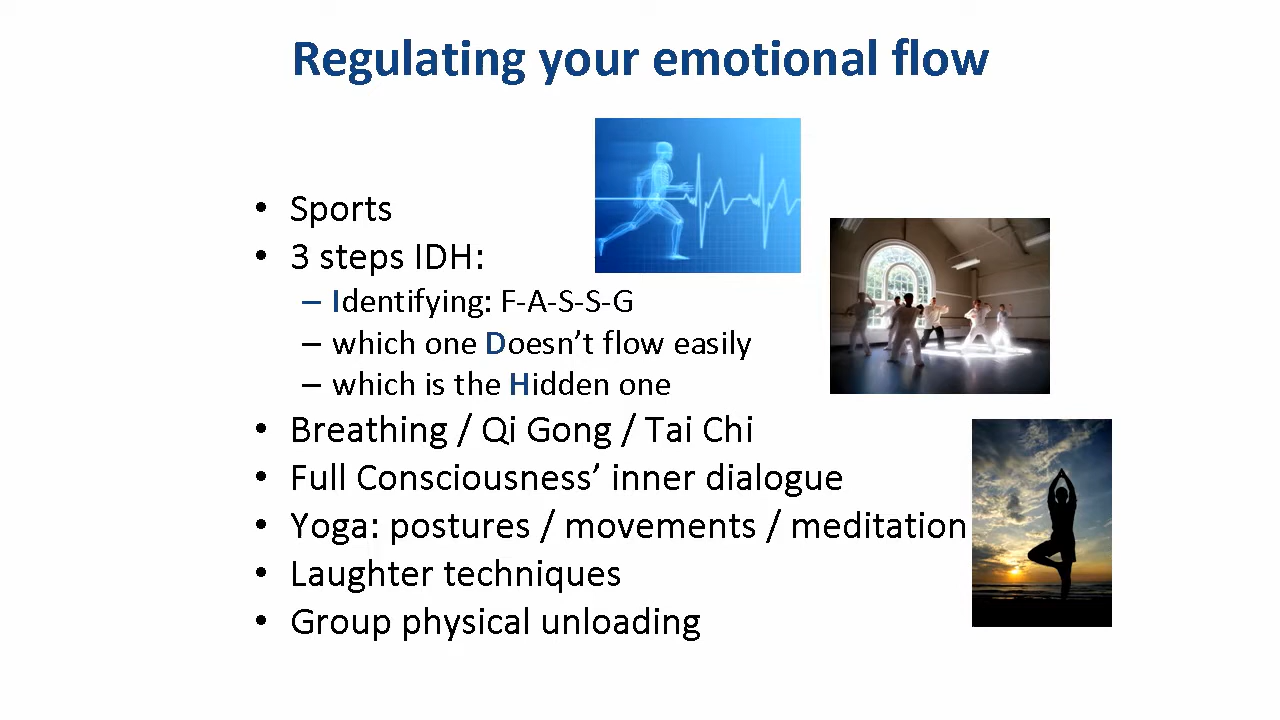 Regulating your emotional flow
• Sports
• 3 steps IDH:
– Identifying: F-A-S-S-G
– which one Doesn’t flow easily
– which is the Hidden one
• Breathing / Qi Gong / Tai Chi
• Full Consciousness’ inner dialogue
• Yoga: postures / movements / meditation
• Laughter techniques
• Group physical unloading